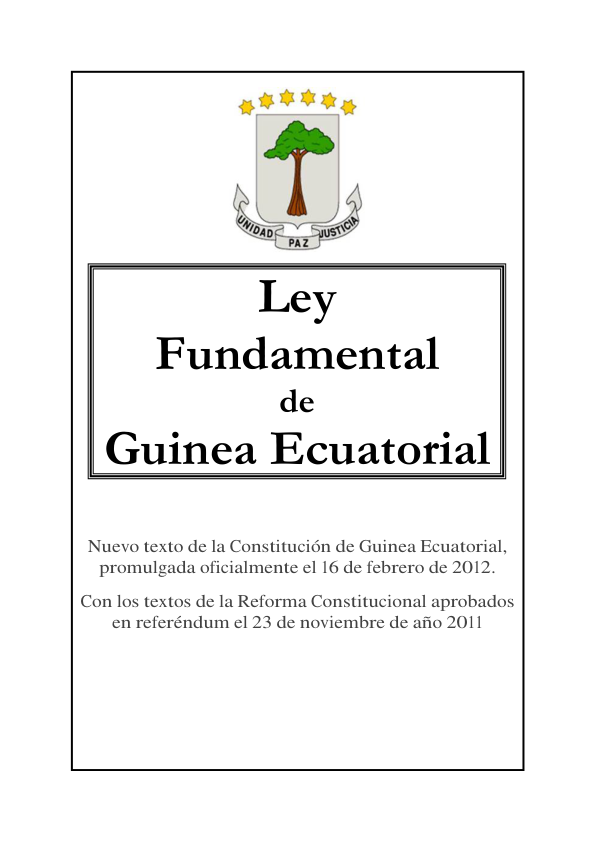 UNIDAD PAZ JUSTICIA
Ley
Fundamental
de
Guinea Ecuatorial
Nuevo texto de la Constitución de Guinea Ecuatorial,
promulgada oficialmente el 16 de febrero de 2012.
Con los textos de la Reforma Constitucional aprobados
en referéndum el 23 de noviembre de año 2011